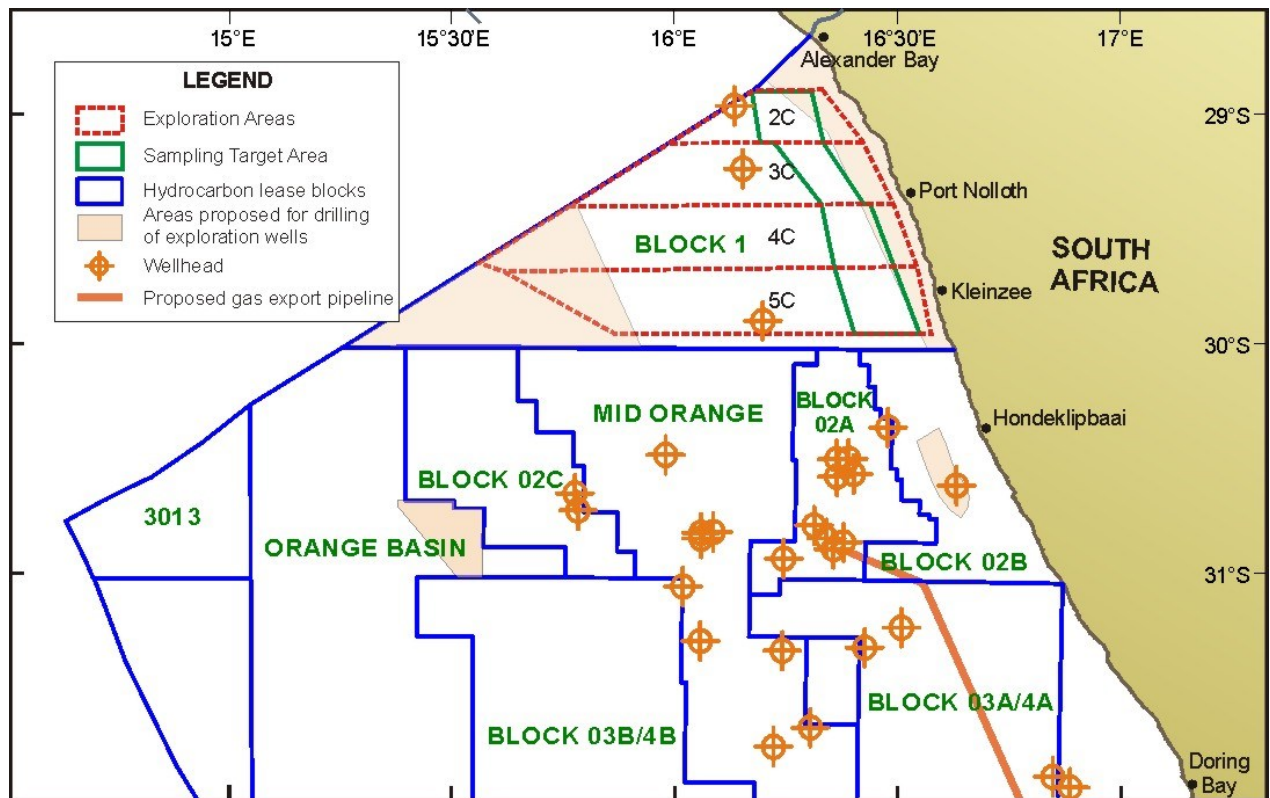 15°E
15°30'E
16°E
16°30'E
17°E
Alexander Bay
LEGEND
Exploration Areas
Sampling Target Area
Hydrocarbon lease blocks
Areas proposed for drilling
of exploration wells
Wellhead
Proposed gas export pipeline
29°S
2C
3C
Port Nolloth
BLOCK 1
4C
SOUTH
AFRICA
Kleinzee
5C
30°S
MID ORANGE
BLOCK
02A
Hondeklipbaai
BLOCK 02C
3013
ORANGE BASIN
BLOCK 02B
31°S
BLOCK 03A/4A
BLOCK 03B/4B
Doring
Bay